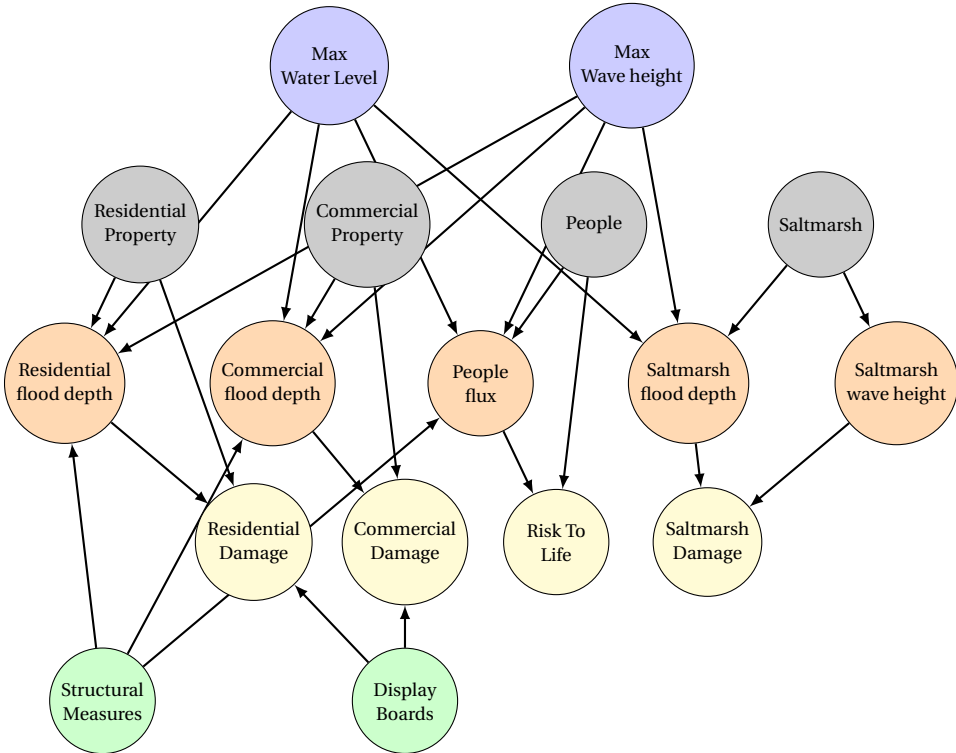 Max
Water Level
Max
Wave height
Residential
Property
Commercial
Property
People
Saltmarsh
Residential
flood depth
Commercial
flood depth
People
flux
Saltmarsh
flood depth
Saltmarsh
wave height
Residential
Damage
Commercial
Damage
Risk To
Life
Saltmarsh
Damage
Structural
Measures
Display
Boards